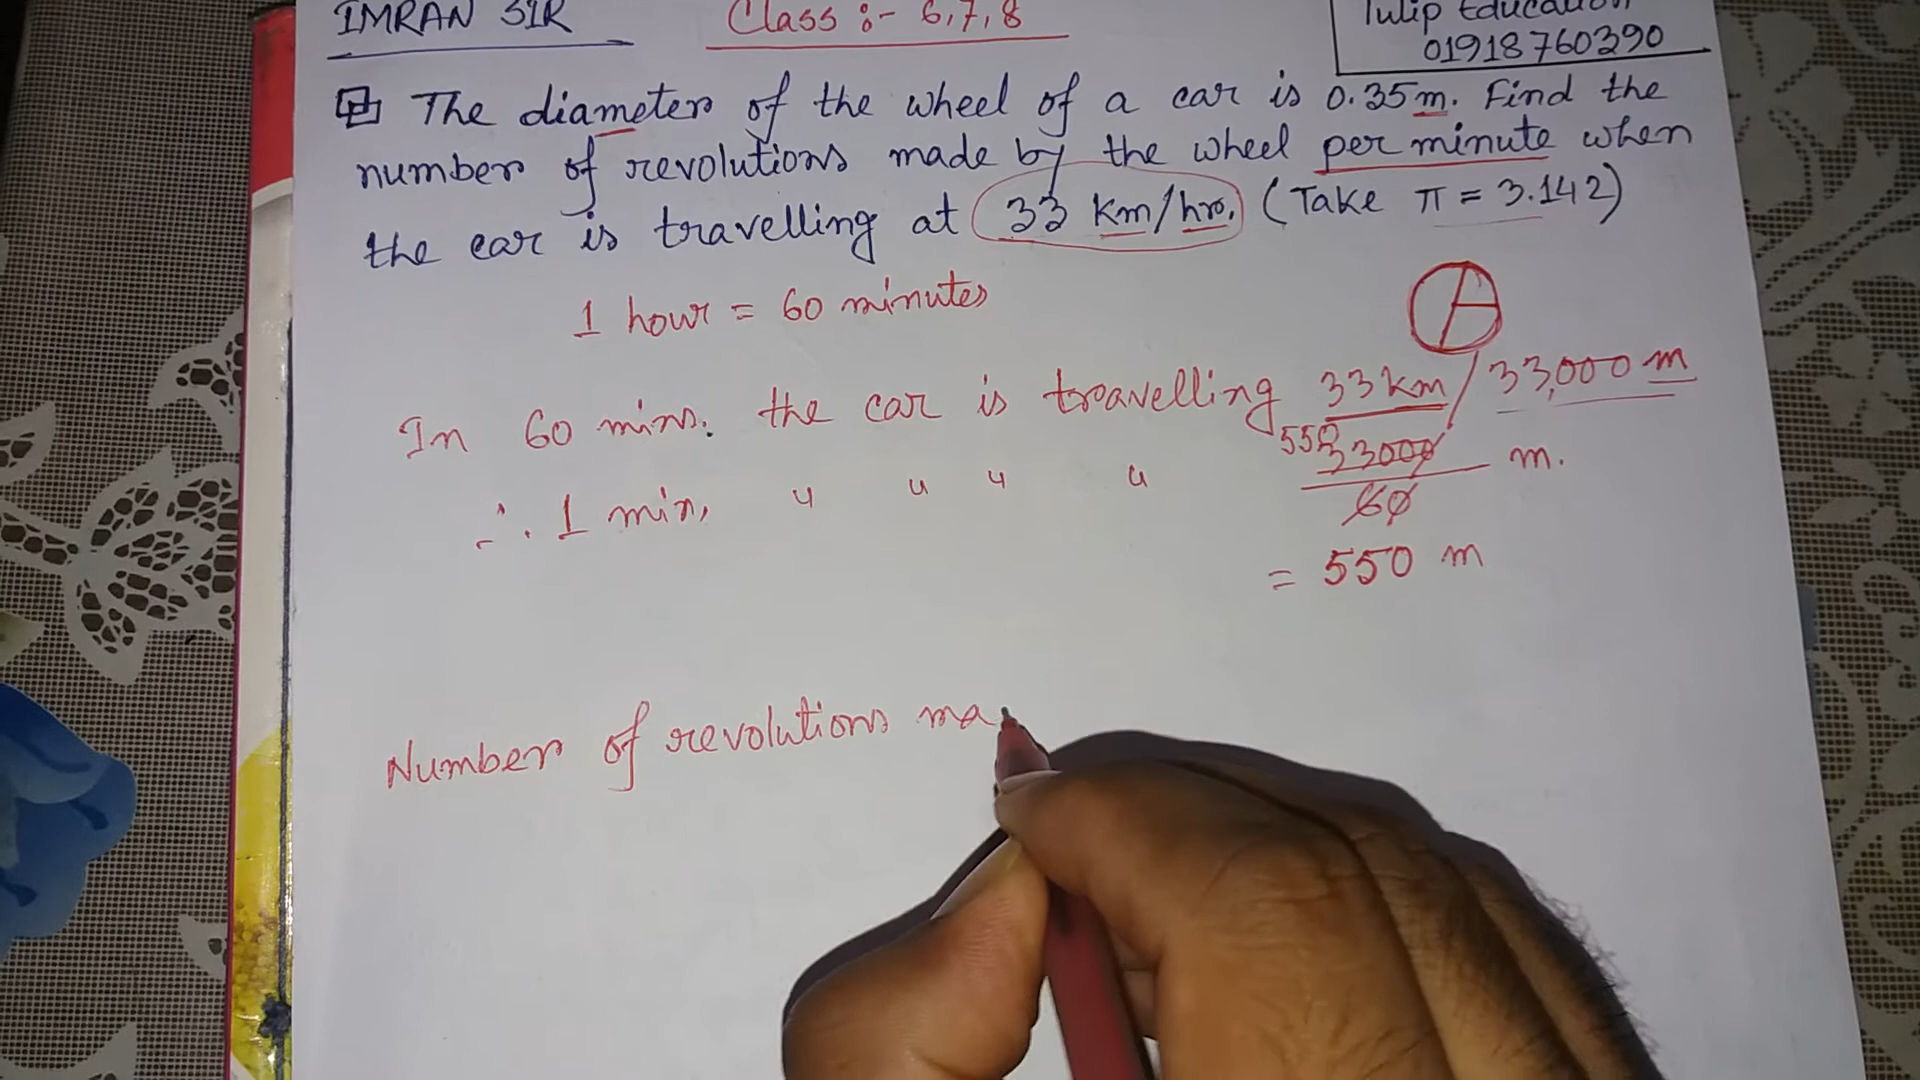 IMRAN SIR
Class :- 6,7,8
Tulip Education
01918760390
The diameter of the wheel of a car is 0.35m. Find the
number of revolutions made by the wheel per minute when
the car is travelling at 33 km/hr. (Take π = 3.142)
1 hour = 60 minutes
A
In 60 mins. the car is travelling 33km / 33,000 m
550
∴ 1 min, " " " " 33000/60 m.
= 550 m
Number of revolutions ma